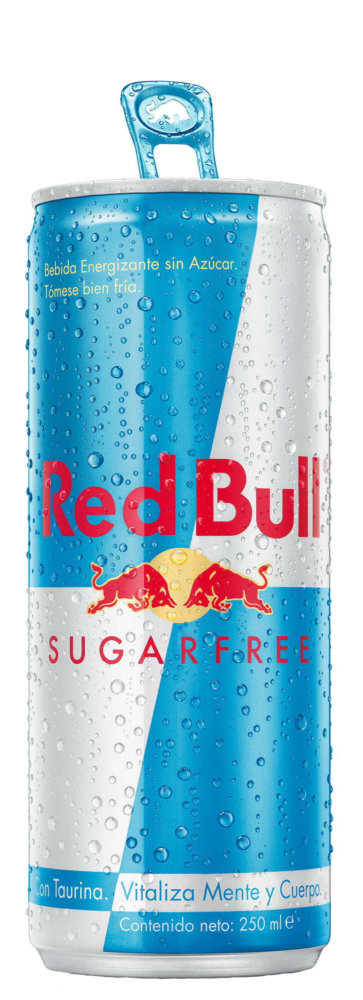 Bebida Energizante sin Azúcar.
Tómese bien fría.
Red Bull®
SUGARFREE
Con Taurina. Vitaliza Mente y Cuerpo.
Contenido neto: 250 ml ℮